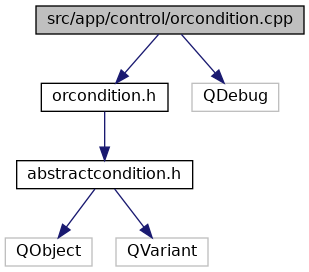 src/app/control/orcondition.cpp
orcondition.h
QDebug
abstractcondition.h
QObject
QVariant